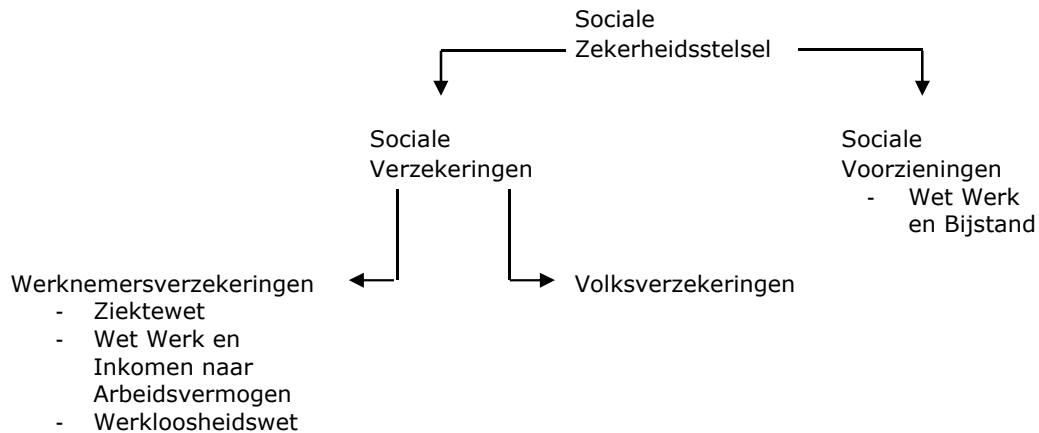 Sociale
Zekerheidsstelsel
Sociale
Verzekeringen
Sociale
Voorzieningen
- Wet Werk
en Bijstand
Werknemersverzekeringen
- Ziektewet
- Wet Werk en
Inkomen naar
Arbeidsvermogen
- Werkloosheidswet
Volksverzekeringen